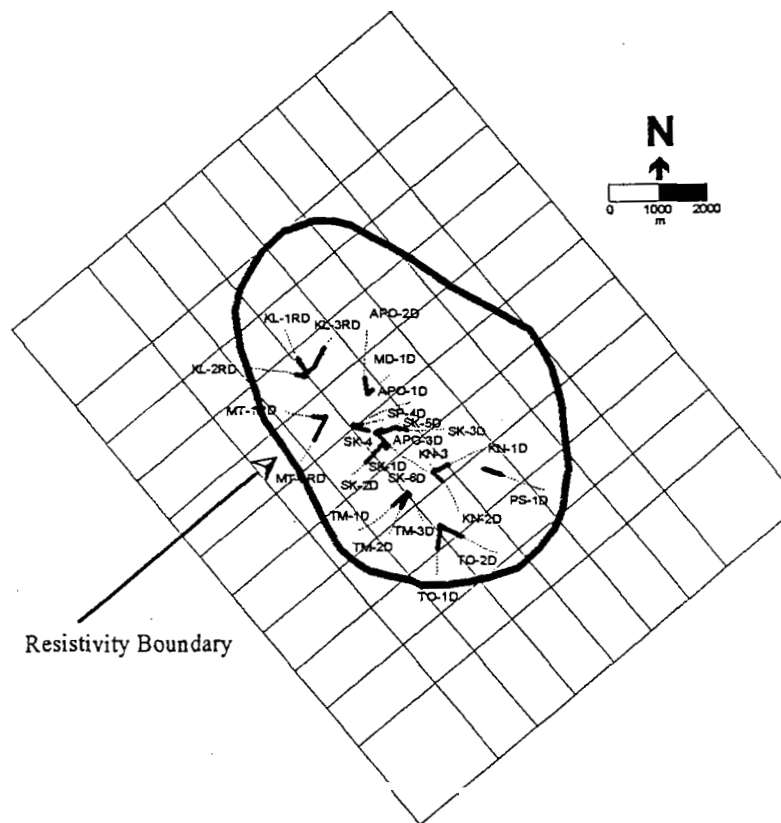 N
0 1000 2000
m
KL-1RD
KL-3RD
APO-2D
KL-2RD
MD-1D
APO-1D
MT-1RD
SP-4D
SK-5D
SK-4
APO-3D
SK-3D
KN-3
KN-1D
SK-1D
SK-2D
SK-6D
PS-1D
TM-1D
TM-3D
KN-2D
TM-2D
TO-2D
TO-1D
Resistivity Boundary